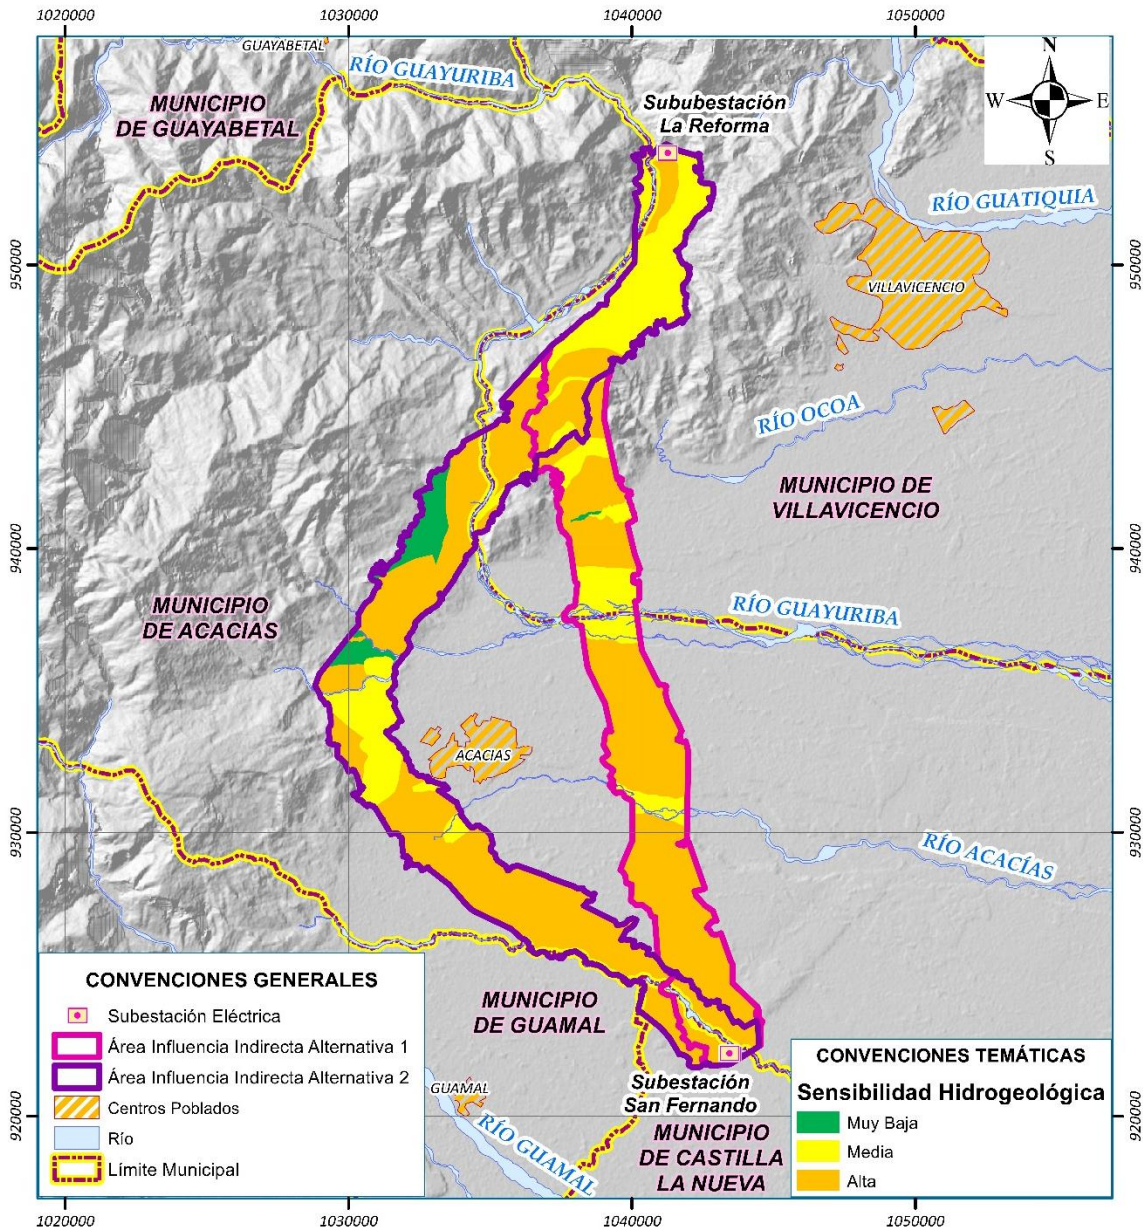 1020000
1030000
1040000
1050000
GUAYABETAL
RÍO GUAYURIBA
MUNICIPIO
DE GUAYABETAL
Sububestación
La Reforma
N
W
E
S
RÍO GUATIQUIA
950000
950000
VILLAVICENCIO
RÍO OCOA
MUNICIPIO DE
VILLAVICENCIO
940000
940000
MUNICIPIO
DE ACACIAS
RÍO GUAYURIBA
ACACIAS
930000
930000
RÍO ACACÍAS
CONVENCIONES GENERALES
Subestación Eléctrica
Área Influencia Indirecta Alternativa 1
Área Influencia Indirecta Alternativa 2
Centros Poblados
Río
Límite Municipal
MUNICIPIO
DE GUAMAL
GUAMAL
RÍO GUAMAL
Subestación
San Fernando
MUNICIPIO
DE CASTILLA
LA NUEVA
CONVENCIONES TEMÁTICAS
Sensibilidad Hidrogeológica
Muy Baja
Media
Alta
920000
920000
1020000
1030000
1040000
1050000